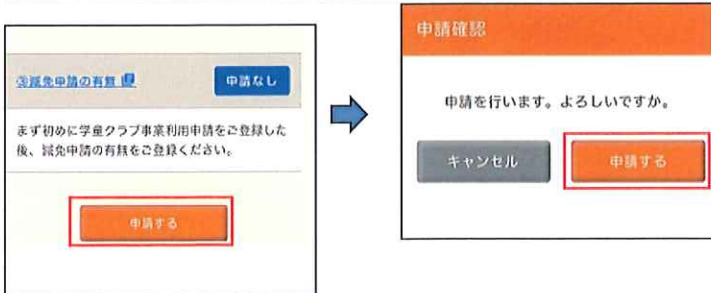 ③減免申請の有無
申請なし
まず初めに学童クラブ事業利用申請をご登録した
後、減免申請の有無をご登録ください。
申請する
申請確認
申請を行います。よろしいですか。
キャンセル
申請する